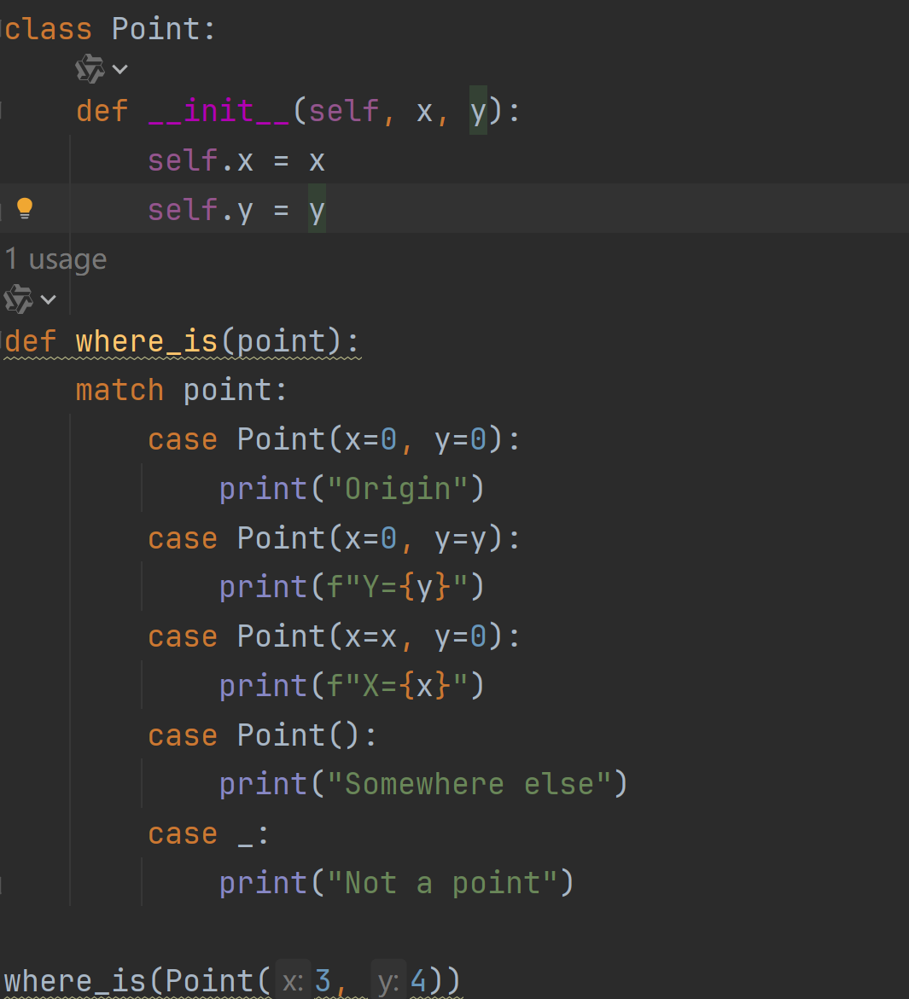 class Point:
    def __init__(self, x, y):
        self.x = x
        self.y = y
1 usage
def where_is(point):
    match point:
        case Point(x=0, y=0):
            print("Origin")
        case Point(x=0, y=y):
            print(f"Y={y}")
        case Point(x=x, y=0):
            print(f"X={x}")
        case Point():
            print("Somewhere else")
        case _:
            print("Not a point")
where_is(Point( x: 3, y: 4))